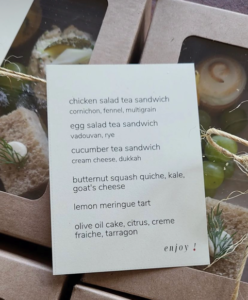 chicken salad tea sandwich
cornichon, fennel, multigrain
egg salad tea sandwich
vadouvan, rye
cucumber tea sandwich
cream cheese, dukkah
butternut squash quiche, kale,
goat's cheese
lemon meringue tart
olive oil cake, citrus, creme
fraiche, tarragon
enjoy!